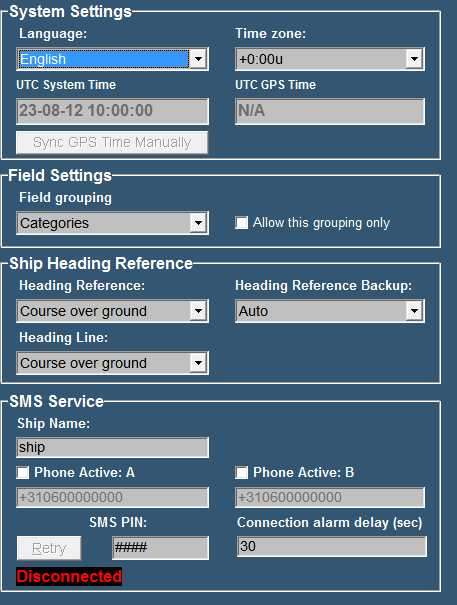 System Settings
Language: Time zone:
English +0:00u
UTC System Time UTC GPS Time
23-08-12 10:00:00 N/A
Sync GPS Time Manually
Field Settings
Field grouping
Categories Allow this grouping only
Ship Heading Reference
Heading Reference: Heading Reference Backup:
Course over ground Auto
Heading Line:
Course over ground
SMS Service
Ship Name:
ship
Phone Active: A Phone Active: B
+310600000000 +310600000000
SMS PIN: Connection alarm delay (sec)
Retry #### 30
Disconnected